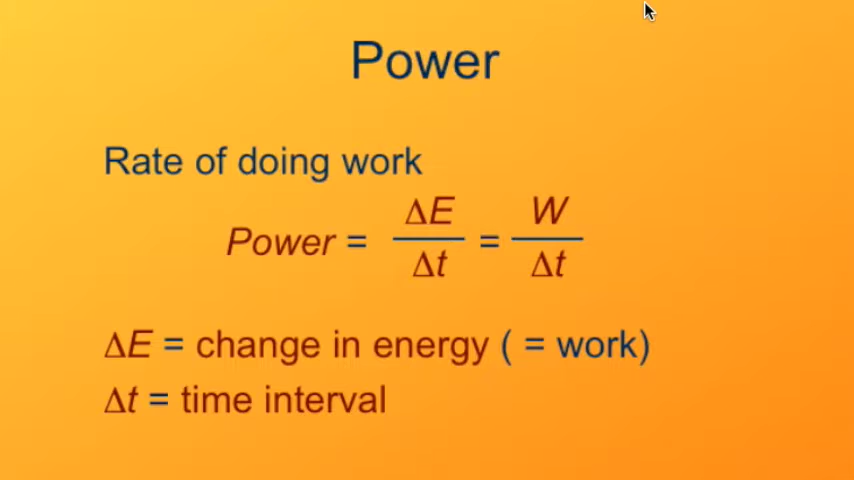 Power
Rate of doing work
Power = ΔE/Δt = W/Δt
ΔE = change in energy ( = work)
Δt = time interval